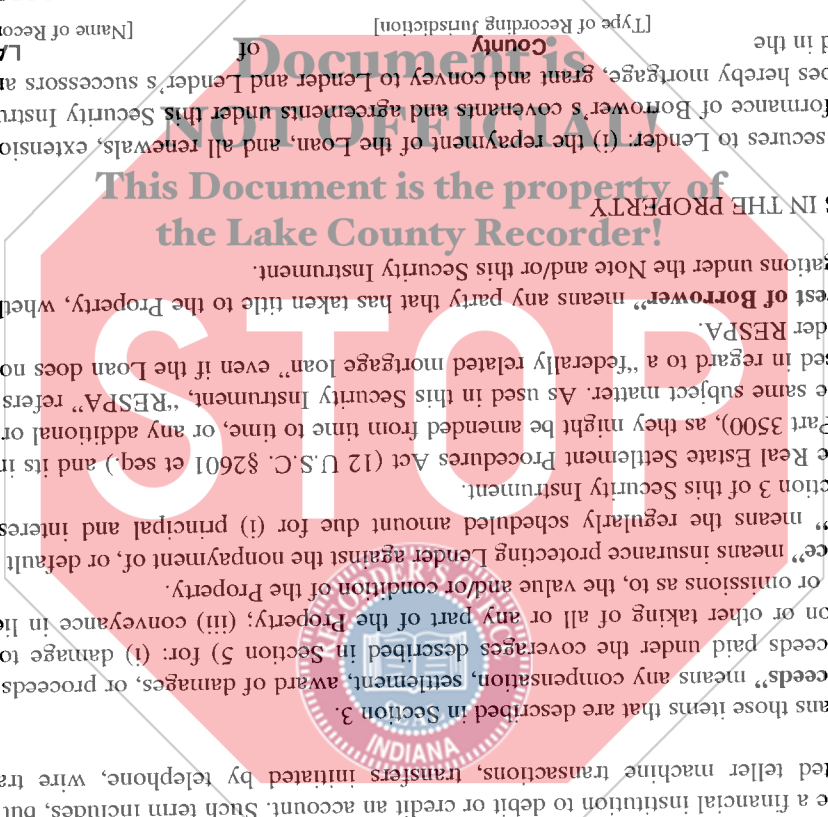 e a financial institution to debit or credit an account. Such term includes, but
ted teller machine transactions, transfers initiated by telephone, wire tra
ans those items that are described in Section 3.
ceeds” means any compensation, settlement, award of damages, or proceeds
ceeds paid under the coverages described in Section 5) for: (i) damage to
on or other taking of all or any part of the Property; (iii) conveyance in lie
or omissions as to, the value and/or condition of the Property.
ce” means insurance protecting Lender against the nonpayment of, or default
” means the regularly scheduled amount due for (i) principal and interes
ction 3 of this Security Instrument.
e Real Estate Settlement Procedures Act (12 U.S.C. §2601 et seq.) and its i
Part 3500), as they might be amended from time to time, or any additional or
e same subject matter. As used in this Security Instrument, “RESPA” refers
sed in regard to a “federally related mortgage loan” even if the Loan does no
der RESPA.
est of Borrower” means any party that has taken title to the Property, wheth
gations under the Note and/or this Security Instrument.
S IN THE PROPERTY
secures to Lender: (i) the repayment of the Loan, and all renewals, extensio
formance of Borrower’s covenants and agreements under this Security Instru
oes hereby mortgage, grant and convey to Lender and Lender’s successors an
d in the County of LA
[Type of Recording Jurisdiction] [Name of Recor
Document is
NOT OFFICIAL!
This Document is the property of
the Lake County Recorder!
STOP
SEAL
INDIANA